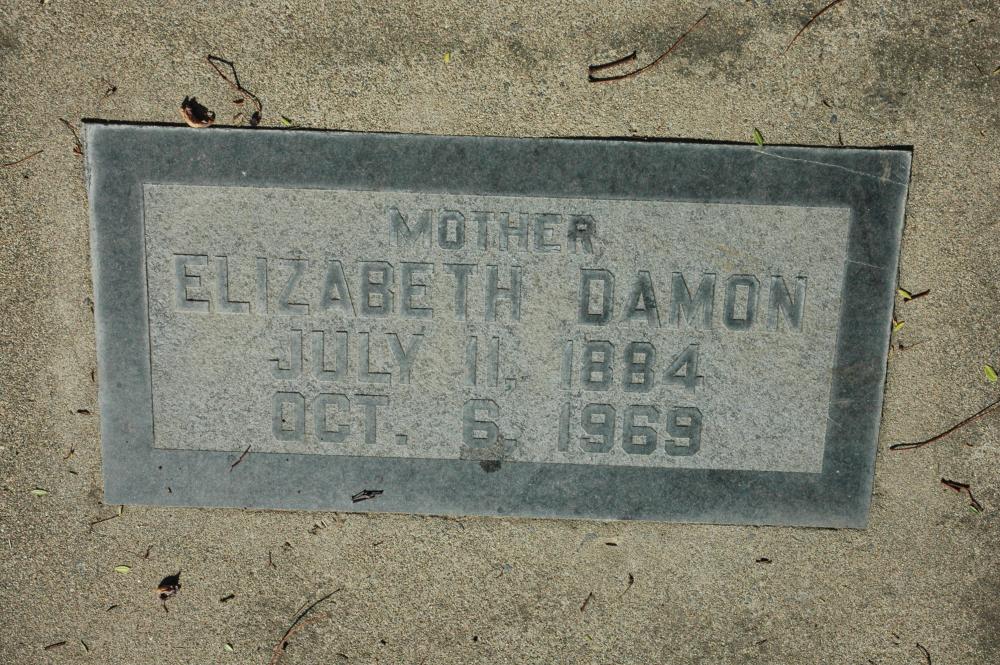 MOTHER
ELIZABETH DAMON
JULY 11, 1884
OCT. 6, 1969